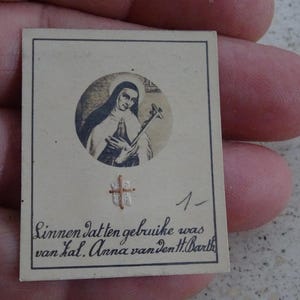 1-
Linnen dat ten gebruike was
van Zal. Anna van den H. Barth